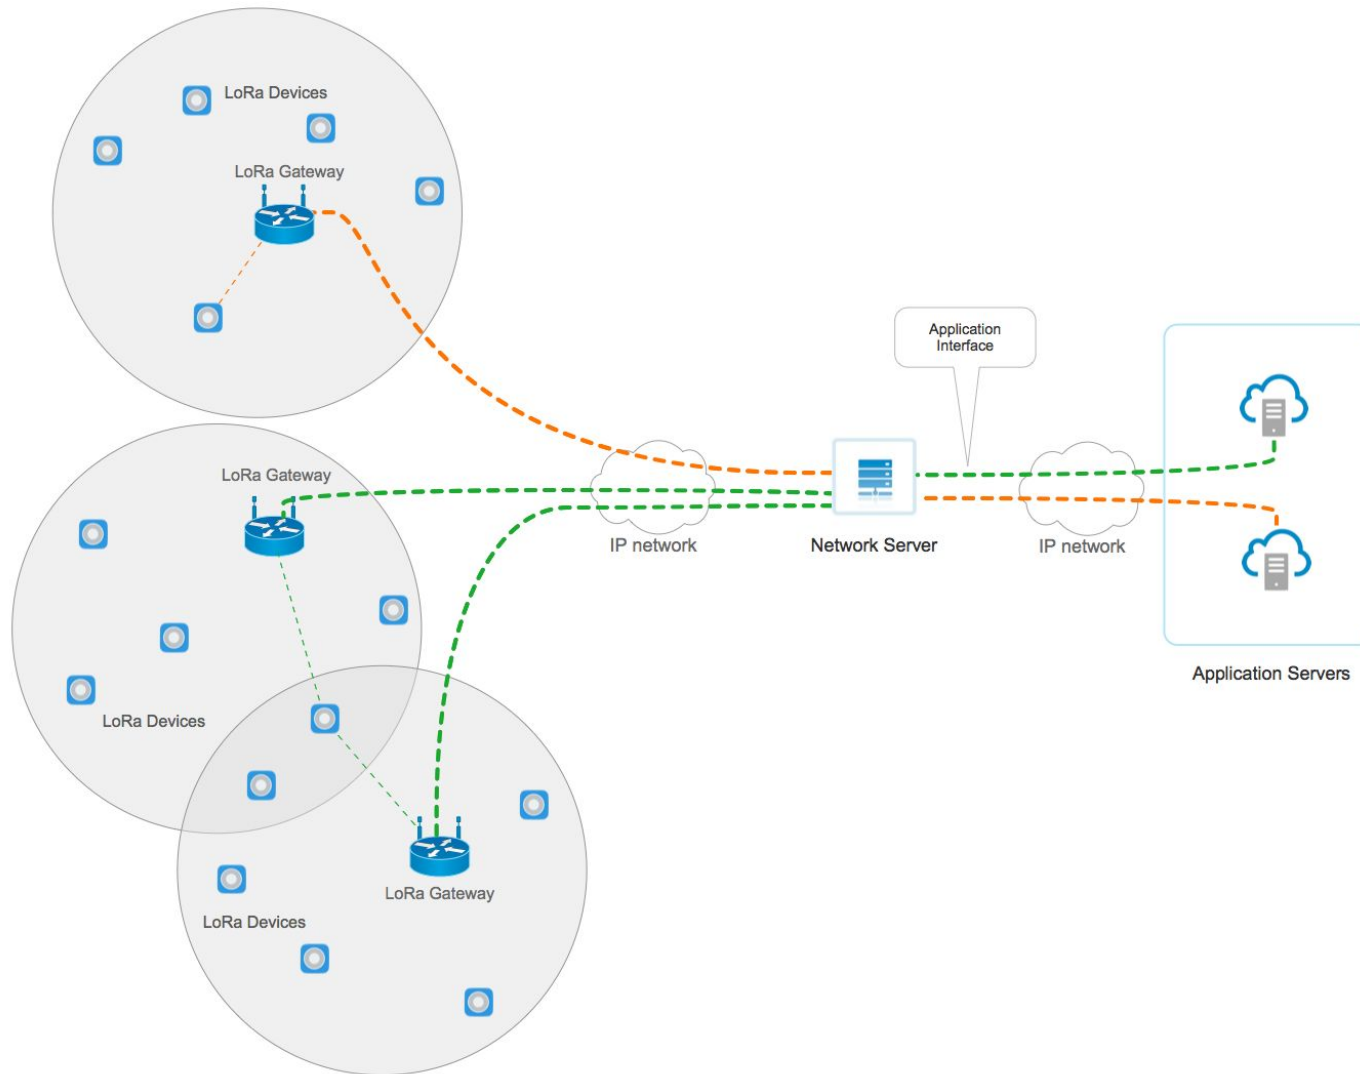 LoRa Devices
LoRa Gateway
Application
Interface
LoRa Gateway
IP network
Network Server
IP network
Application Servers
LoRa Devices
LoRa Gateway
LoRa Devices